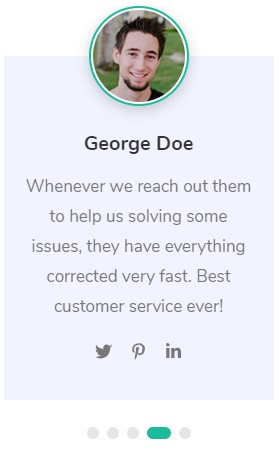 George Doe
Whenever we reach out them
to help us solving some
issues, they have everything
corrected very fast. Best
customer service ever!